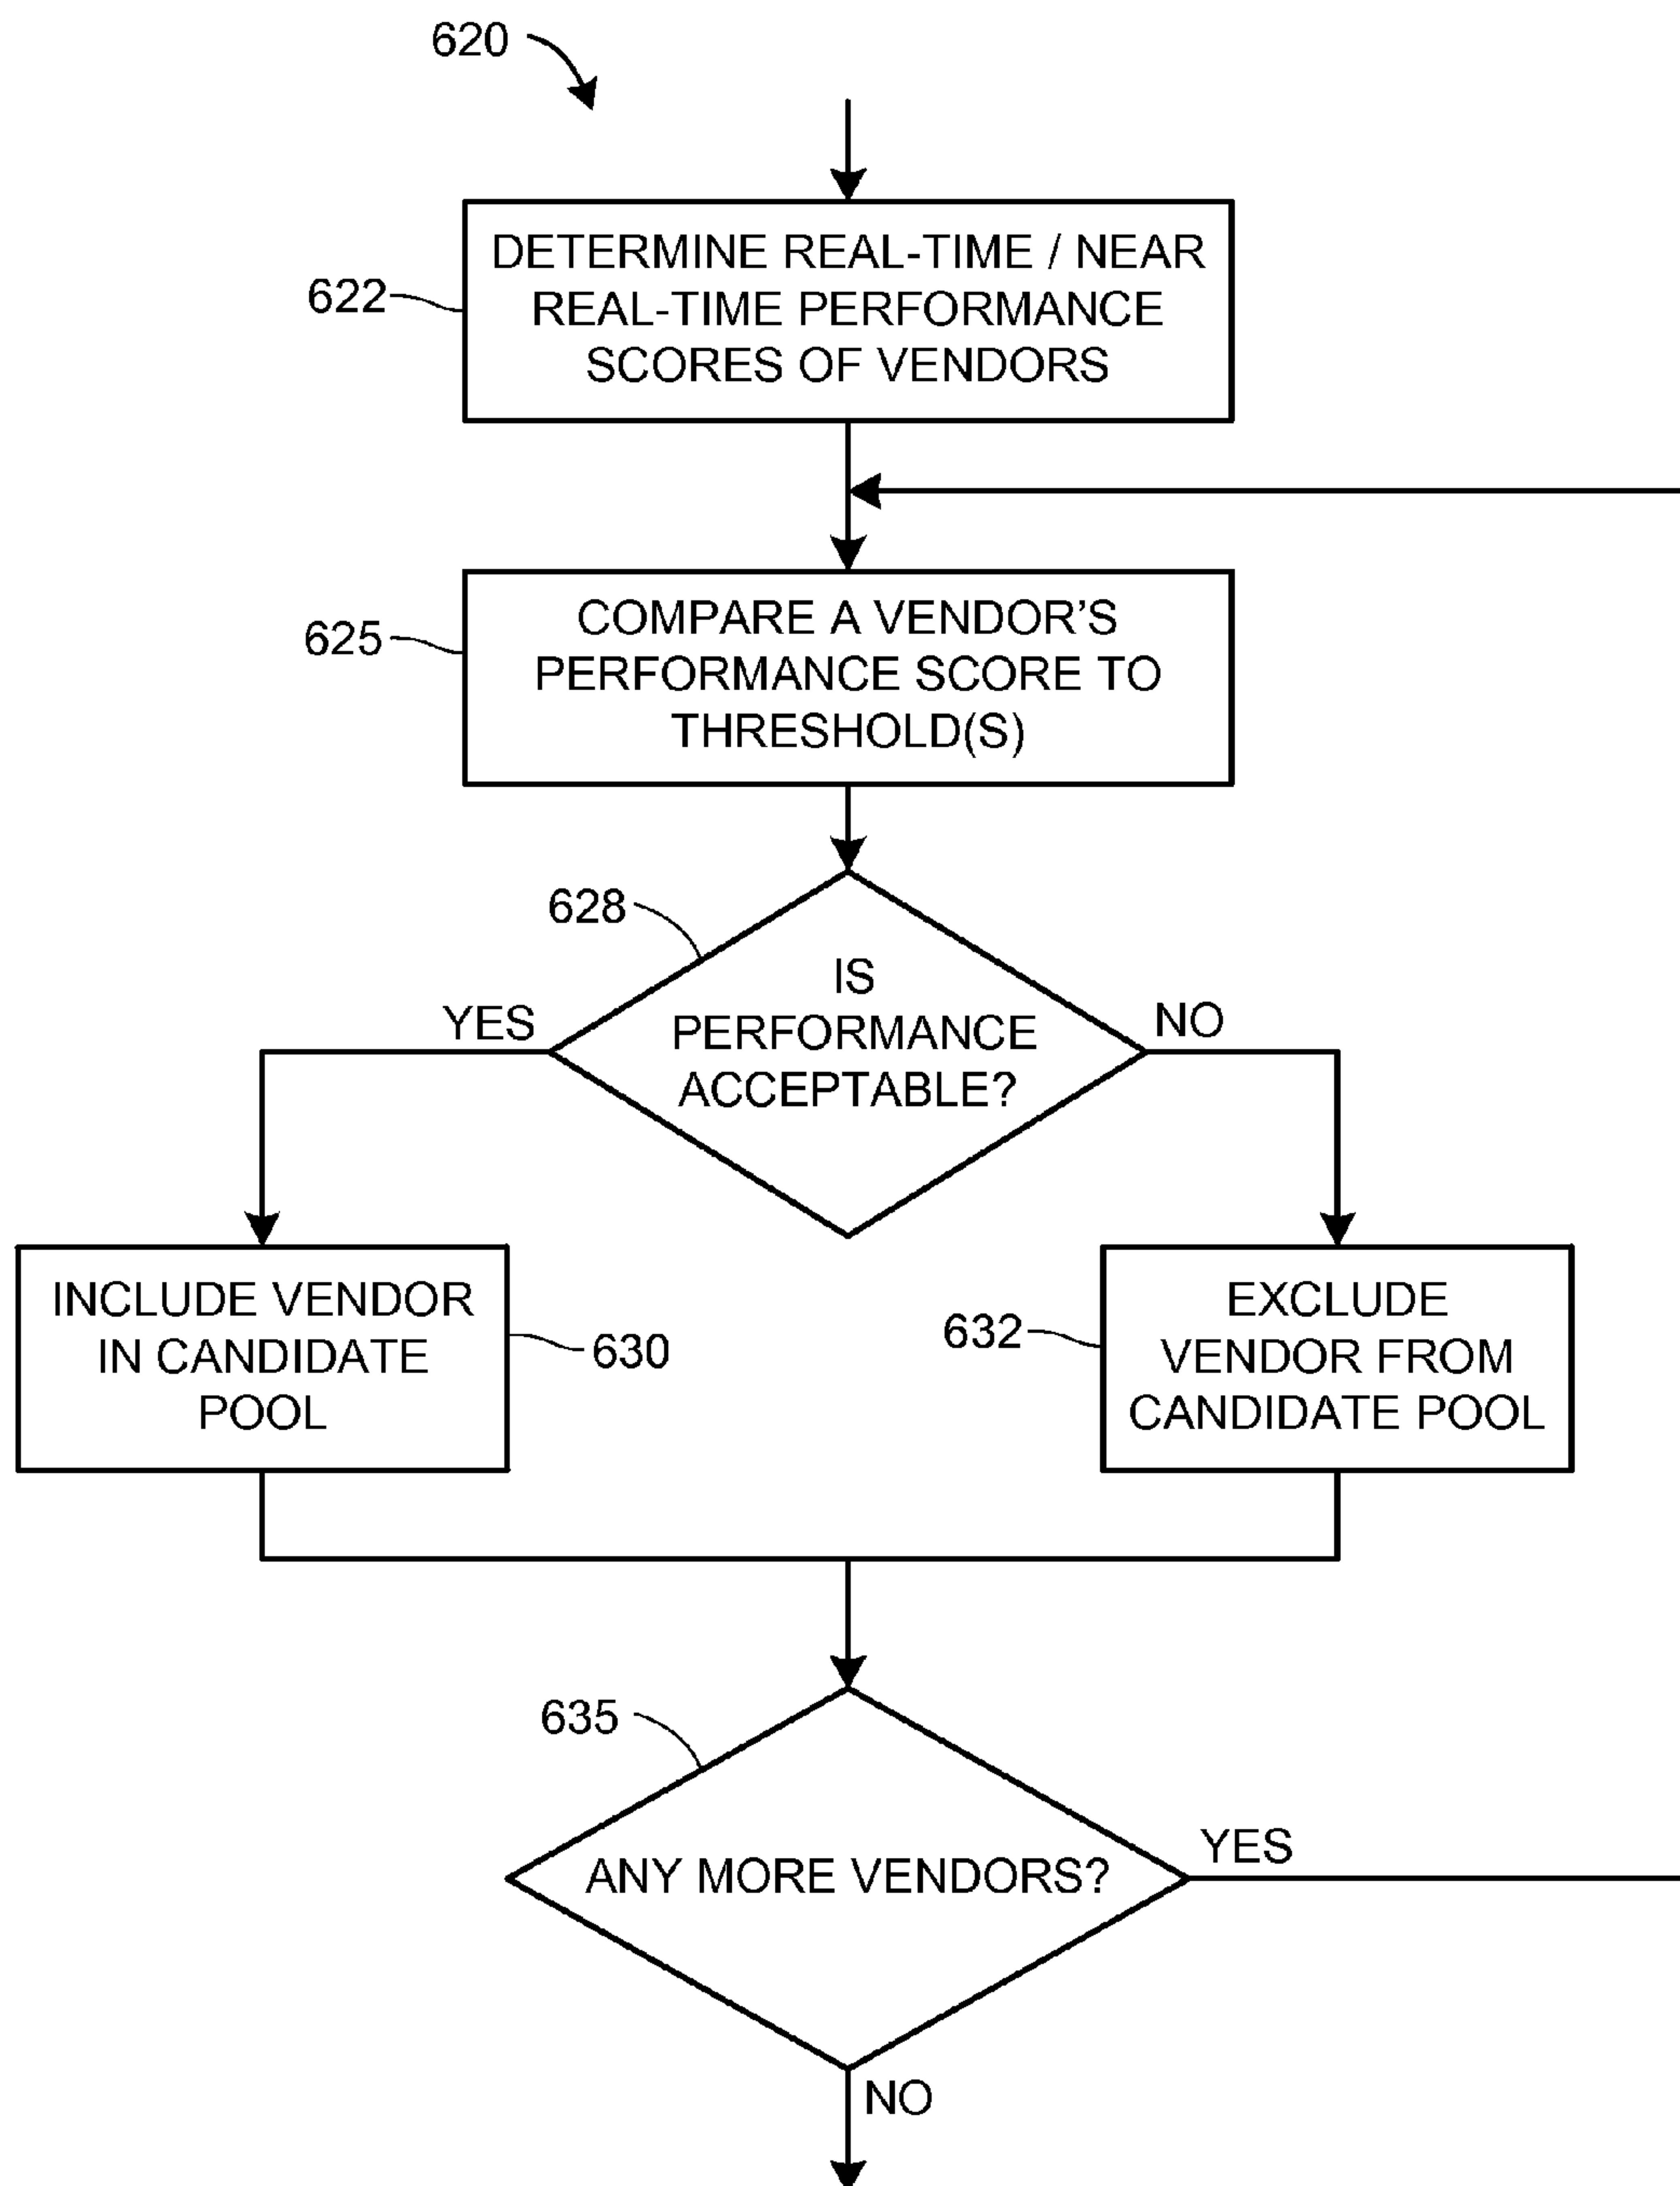 620
DETERMINE REAL-TIME / NEAR
REAL-TIME PERFORMANCE
SCORES OF VENDORS
622
COMPARE A VENDOR’S
PERFORMANCE SCORE TO
THRESHOLD(S)
625
628
IS
PERFORMANCE
ACCEPTABLE?
YES
NO
INCLUDE VENDOR
IN CANDIDATE
POOL
630
632
EXCLUDE
VENDOR FROM
CANDIDATE POOL
635
ANY MORE VENDORS?
YES
NO